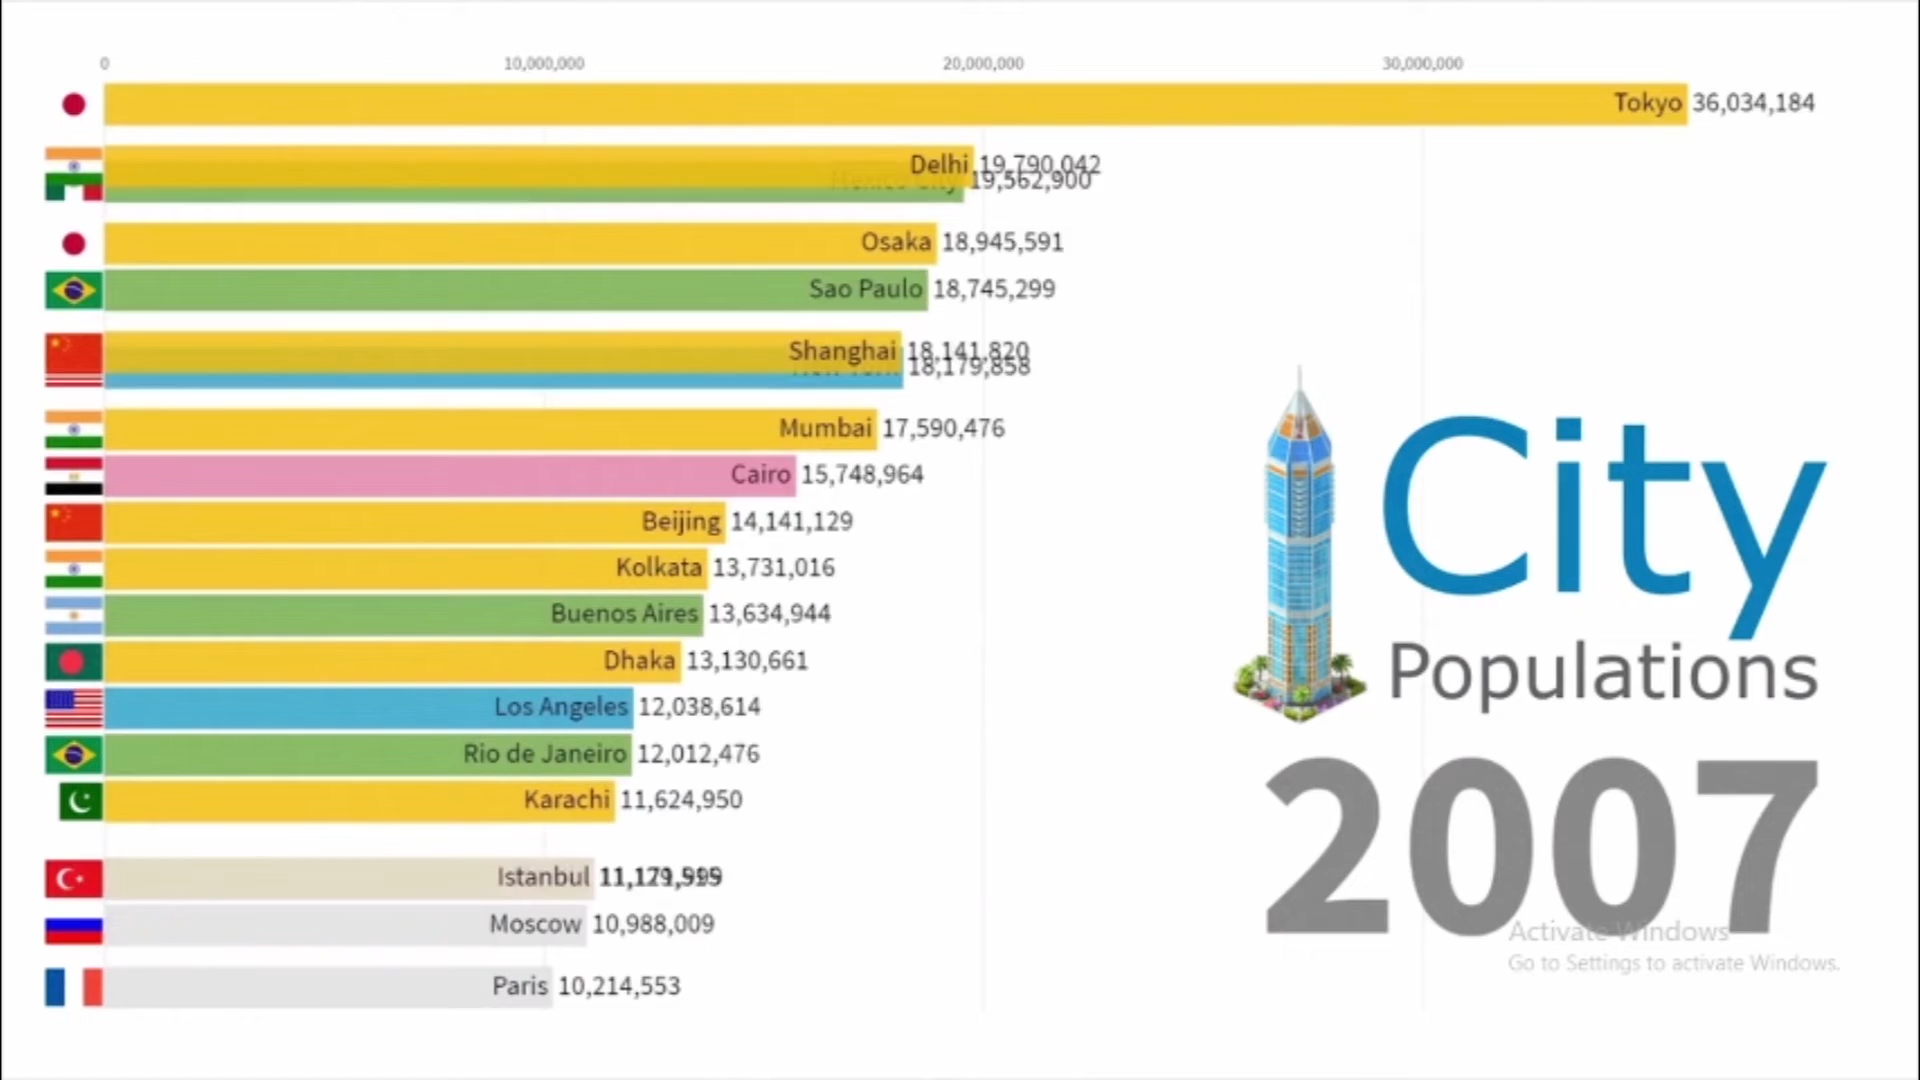 0 10,000,000 20,000,000 30,000,000
Tokyo 36,034,184
Delhi 19,790,042
Mexico City 19,562,900
Osaka 18,945,591
Sao Paulo 18,745,299
Shanghai 18,141,820
18,179,858
Mumbai 17,590,476
Cairo 15,748,964
Beijing 14,141,129
Kolkata 13,731,016
Buenos Aires 13,634,944
Dhaka 13,130,661
Los Angeles 12,038,614
Rio de Janeiro 12,012,476
Karachi 11,624,950
Istanbul
Moscow 10,988,009
Paris 10,214,553
City
Populations
2007
Activate Windows
Go to Settings to activate Windows.